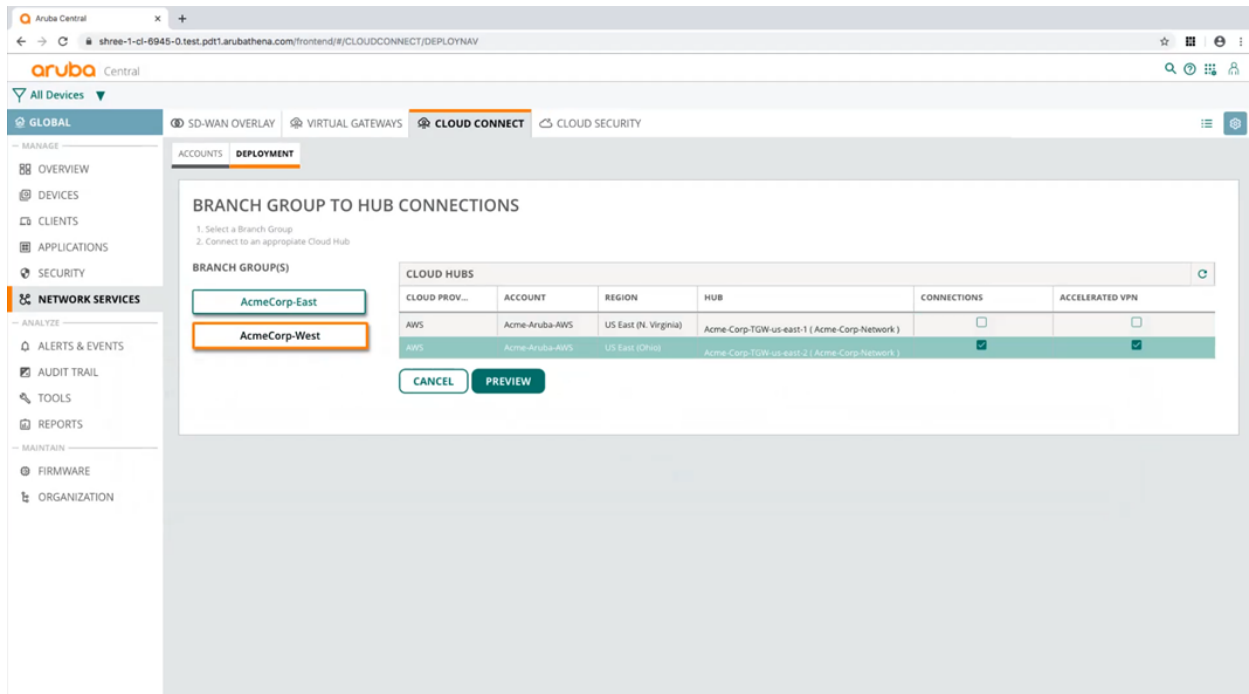 Aruba Central
shree-1-cl-6945-0.test.pdt1.arubathena.com/frontend/#/CLOUDCONNECT/DEPLOYNAV
aruba Central
All Devices
GLOBAL
SD-WAN OVERLAY VIRTUAL GATEWAYS CLOUD CONNECT CLOUD SECURITY
MANAGE
OVERVIEW
DEVICES
CLIENTS
APPLICATIONS
SECURITY
NETWORK SERVICES
ANALYZE
ALERTS & EVENTS
AUDIT TRAIL
TOOLS
REPORTS
MAINTAIN
FIRMWARE
ORGANIZATION
ACCOUNTS DEPLOYMENT
BRANCH GROUP TO HUB CONNECTIONS
1. Select a Branch Group
2. Connect to an appropiate Cloud Hub
BRANCH GROUP(S)
AcmeCorp-East
AcmeCorp-West
CLOUD HUBS
CLOUD PROV... ACCOUNT REGION HUB CONNECTIONS ACCELERATED VPN
AWS Acme-Aruba-AWS US East (N. Virginia) Acme-Corp-TGW-us-east-1 ( Acme-Corp-Network )
AWS Acme-Aruba-AWS US East (Ohio) Acme-Corp-TGW-us-east-2 ( Acme-Corp-Network )
CANCEL PREVIEW